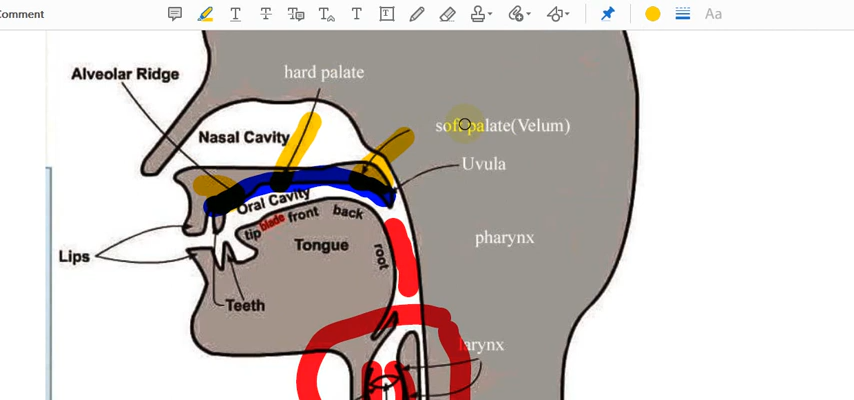 Comment
Aa
Alveolar Ridge
hard palate
Nasal Cavity
soft palate(Velum)
Uvula
Oral Cavity
tip blade front back
root
Tongue
pharynx
Lips
Teeth
larynx